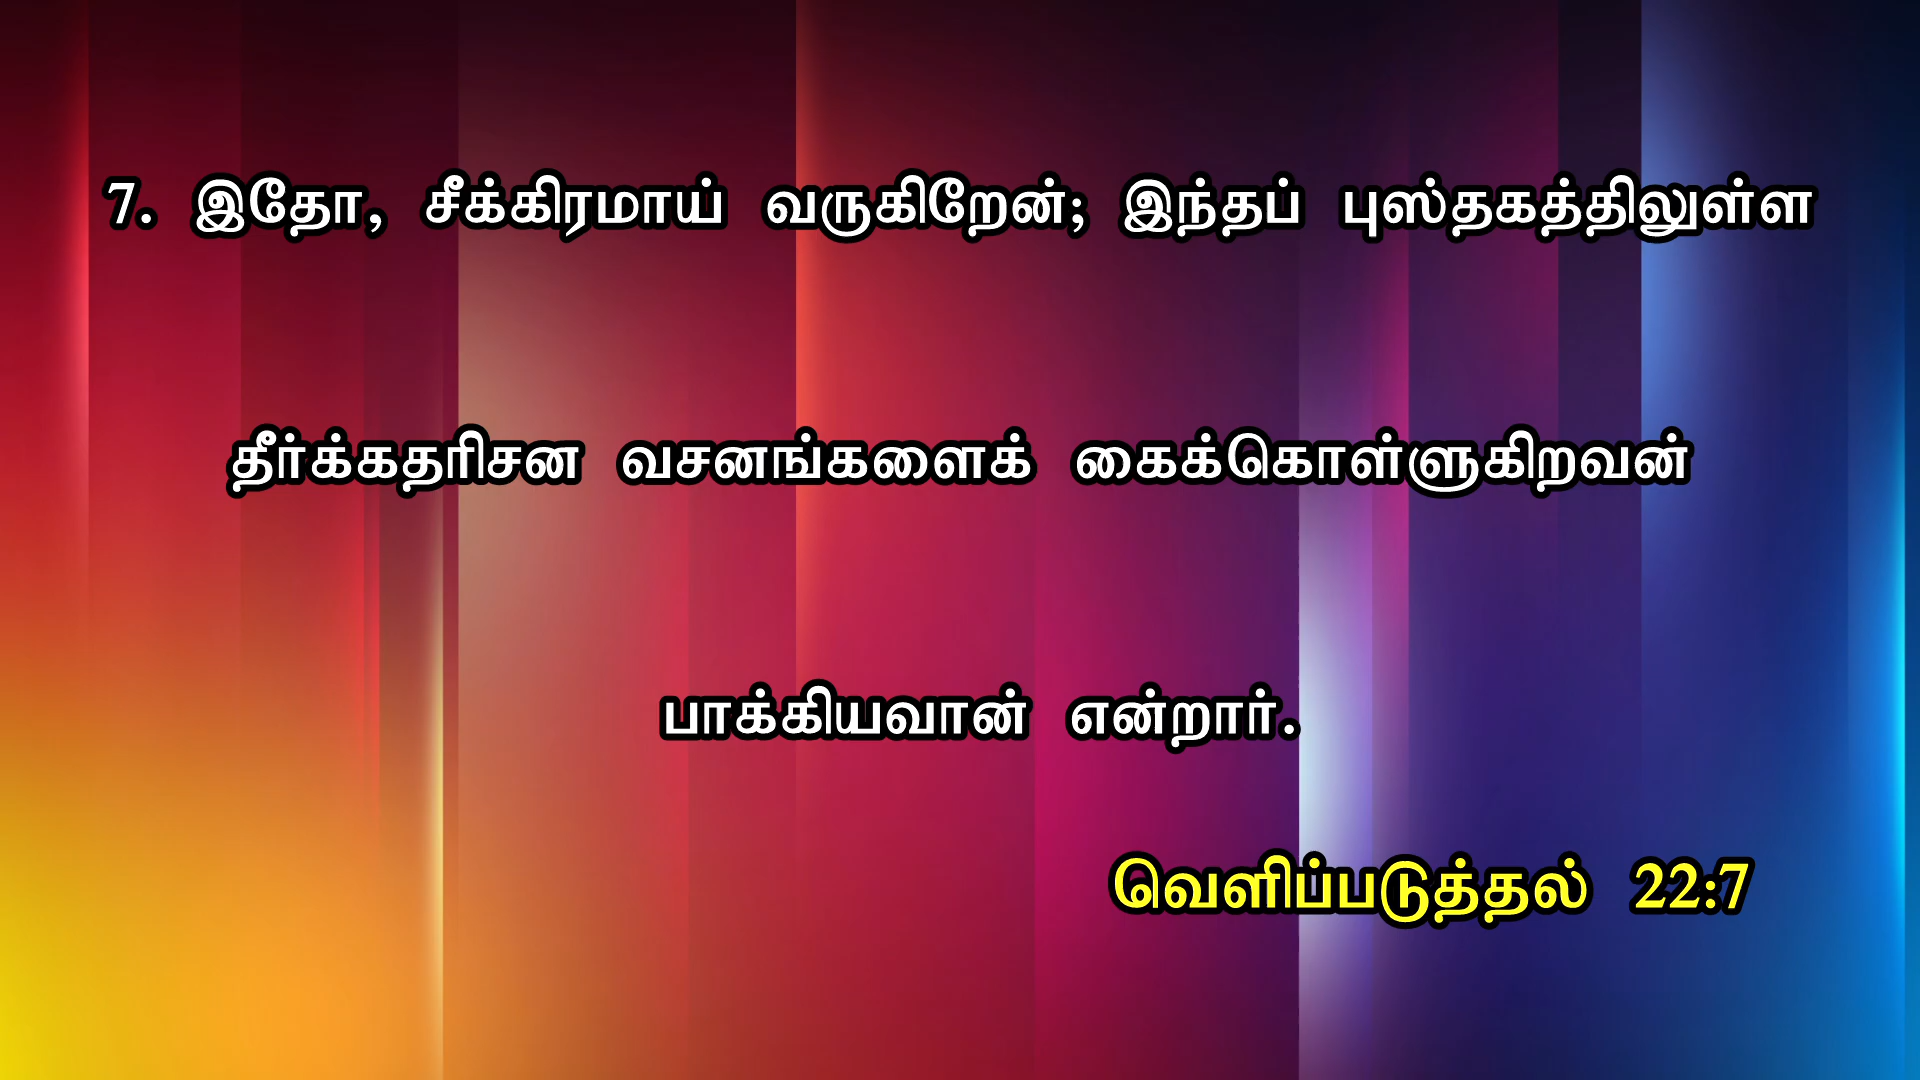 7. இதோ, சீக்கிரமாய் வருகிறேன்; இந்தப் புஸ்தகத்திலுள்ள
தீர்க்கதரிசன வசனங்களைக் கைக்கொள்ளுகிறவன்
பாக்கியவான் என்றார்.
வெளிப்படுத்தல் 22:7